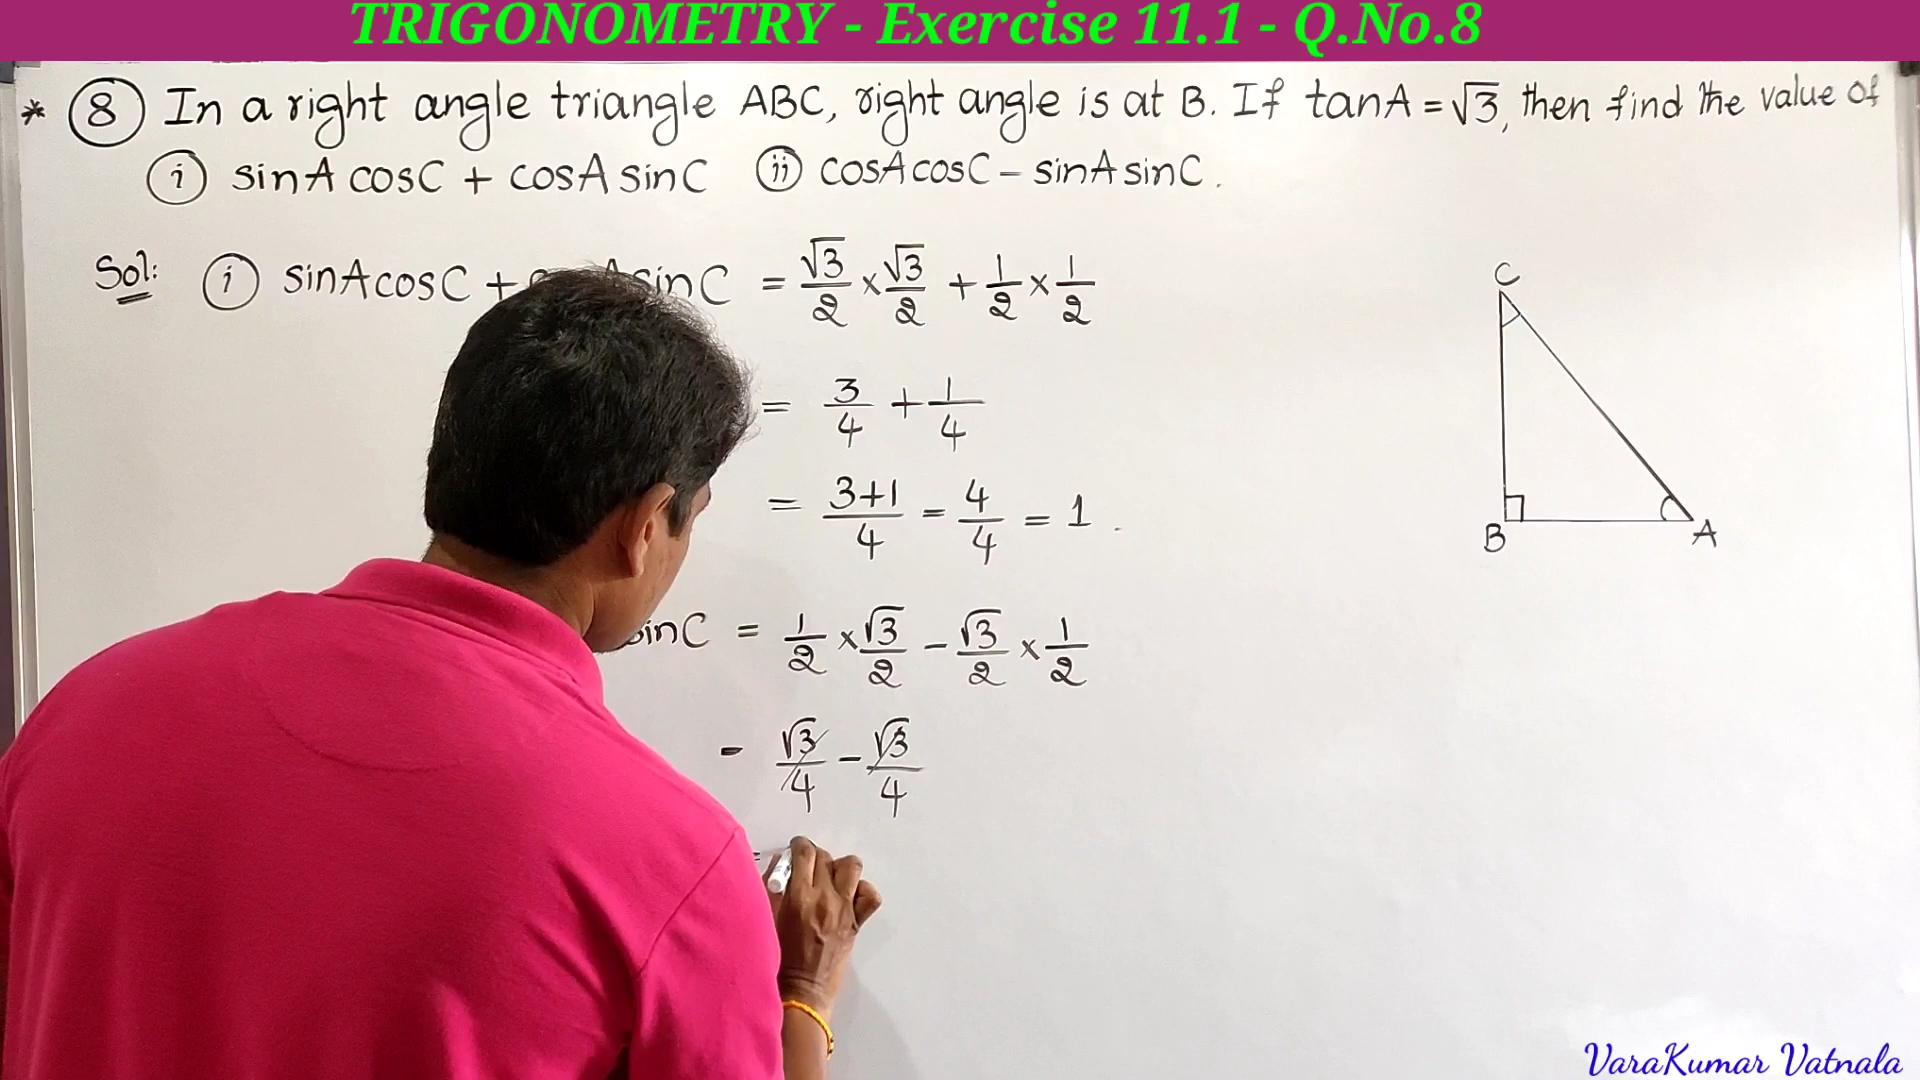 TRIGONOMETRY - Exercise 11.1 - Q.No.8
* 8 In a right angle triangle ABC, right angle is at B. If tanA = √3, then find the value of
i sinA cosC + cosA sinC ii cosA cosC - sinA sinC.
Sol: i sinA cosC + sinC = √3/2 × √3/2 + 1/2 × 1/2
= 3/4 + 1/4
= 3+1/4 = 4/4 = 1.
sinC = 1/2 × √3/2 - √3/2 × 1/2
= √3/4 - √3/4
=
C
B
A
VaraKumar Vatnala